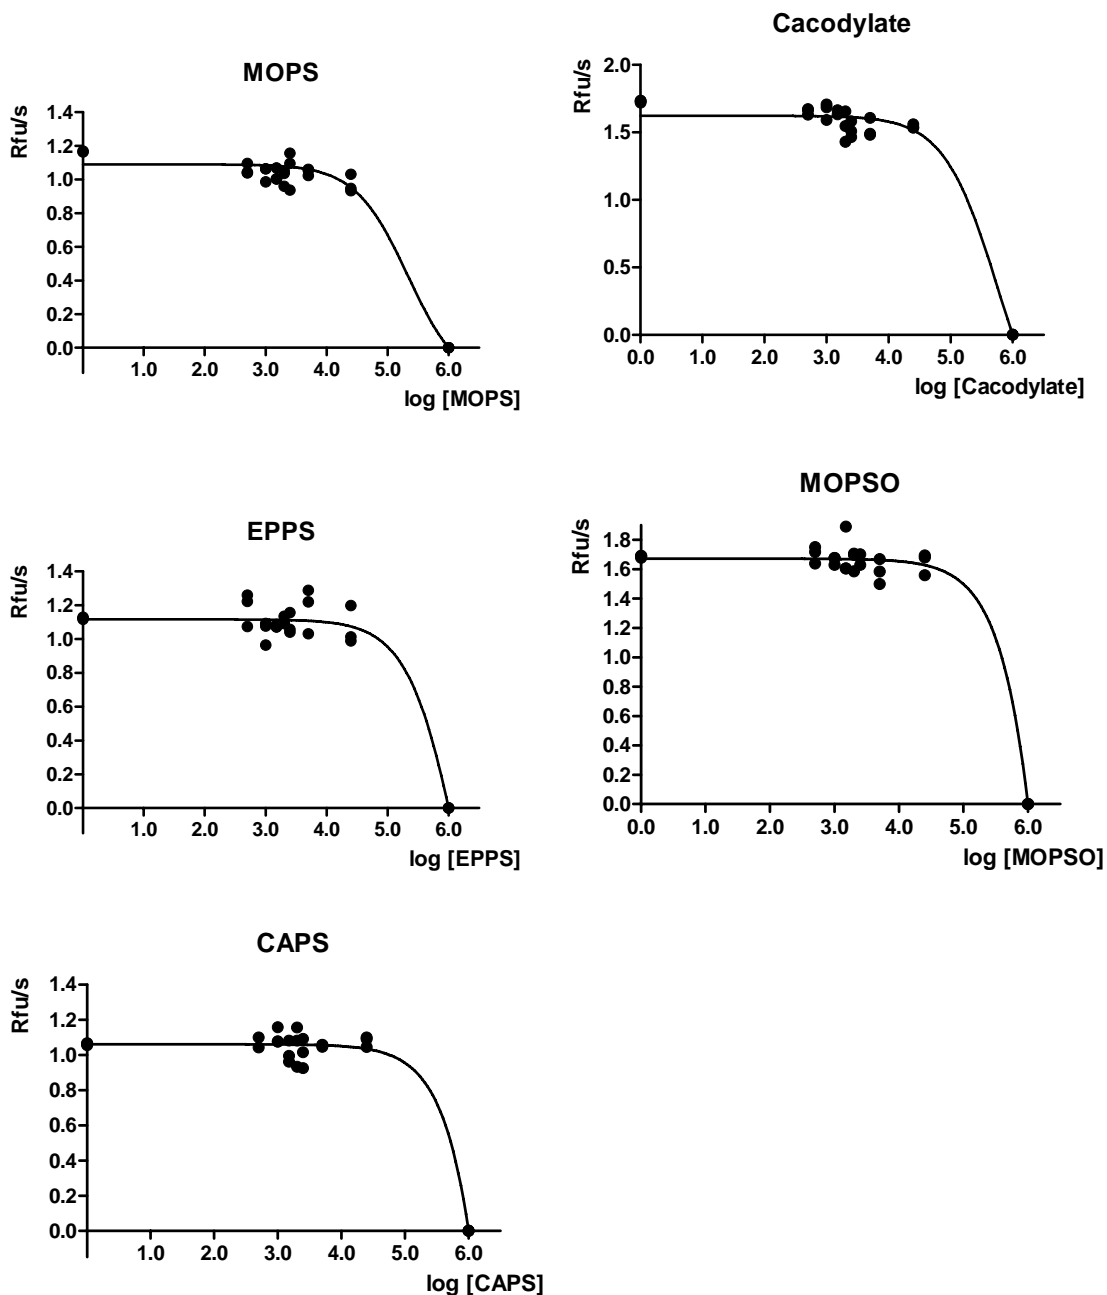 MOPS
Rfu/s
1.4
1.2
1.0
0.8
0.6
0.4
0.2
0.0
1.0 2.0 3.0 4.0 5.0 6.0
log [MOPS]
Cacodylate
Rfu/s
2.0
1.5
1.0
0.5
0.0
0.0 1.0 2.0 3.0 4.0 5.0 6.0
log [Cacodylate]
EPPS
Rfu/s
1.4
1.2
1.0
0.8
0.6
0.4
0.2
0.0
1.0 2.0 3.0 4.0 5.0 6.0
log [EPPS]
MOPSO
Rfu/s
1.8
1.6
1.4
1.2
1.0
0.8
0.6
0.4
0.2
0.0
0.0 1.0 2.0 3.0 4.0 5.0 6.0
log [MOPSO]
CAPS
Rfu/s
1.4
1.2
1.0
0.8
0.6
0.4
0.2
0.0
1.0 2.0 3.0 4.0 5.0 6.0
log [CAPS]